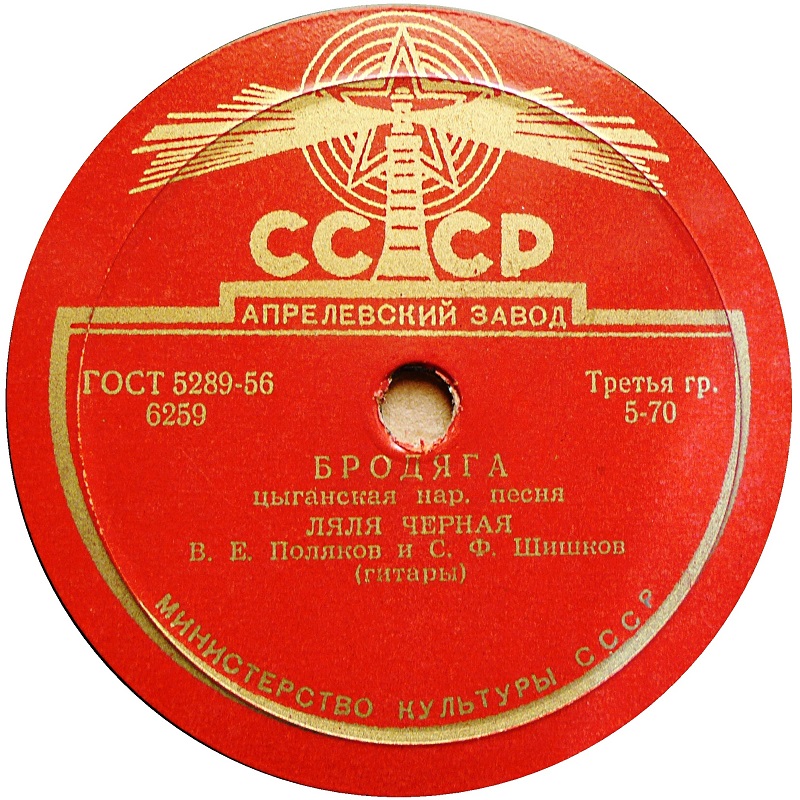 СССР
АПРЕЛЕВСКИЙ ЗАВОД
ГОСТ 5289-56
6259
Третья гр.
5-70
БРОДЯГА
цыганская нар. песня
ЛЯЛЯ ЧЕРНАЯ
В. Е. Поляков и С. Ф. Шишков
(гитары)
МИНИСТЕРСТВО КУЛЬТУРЫ СССР